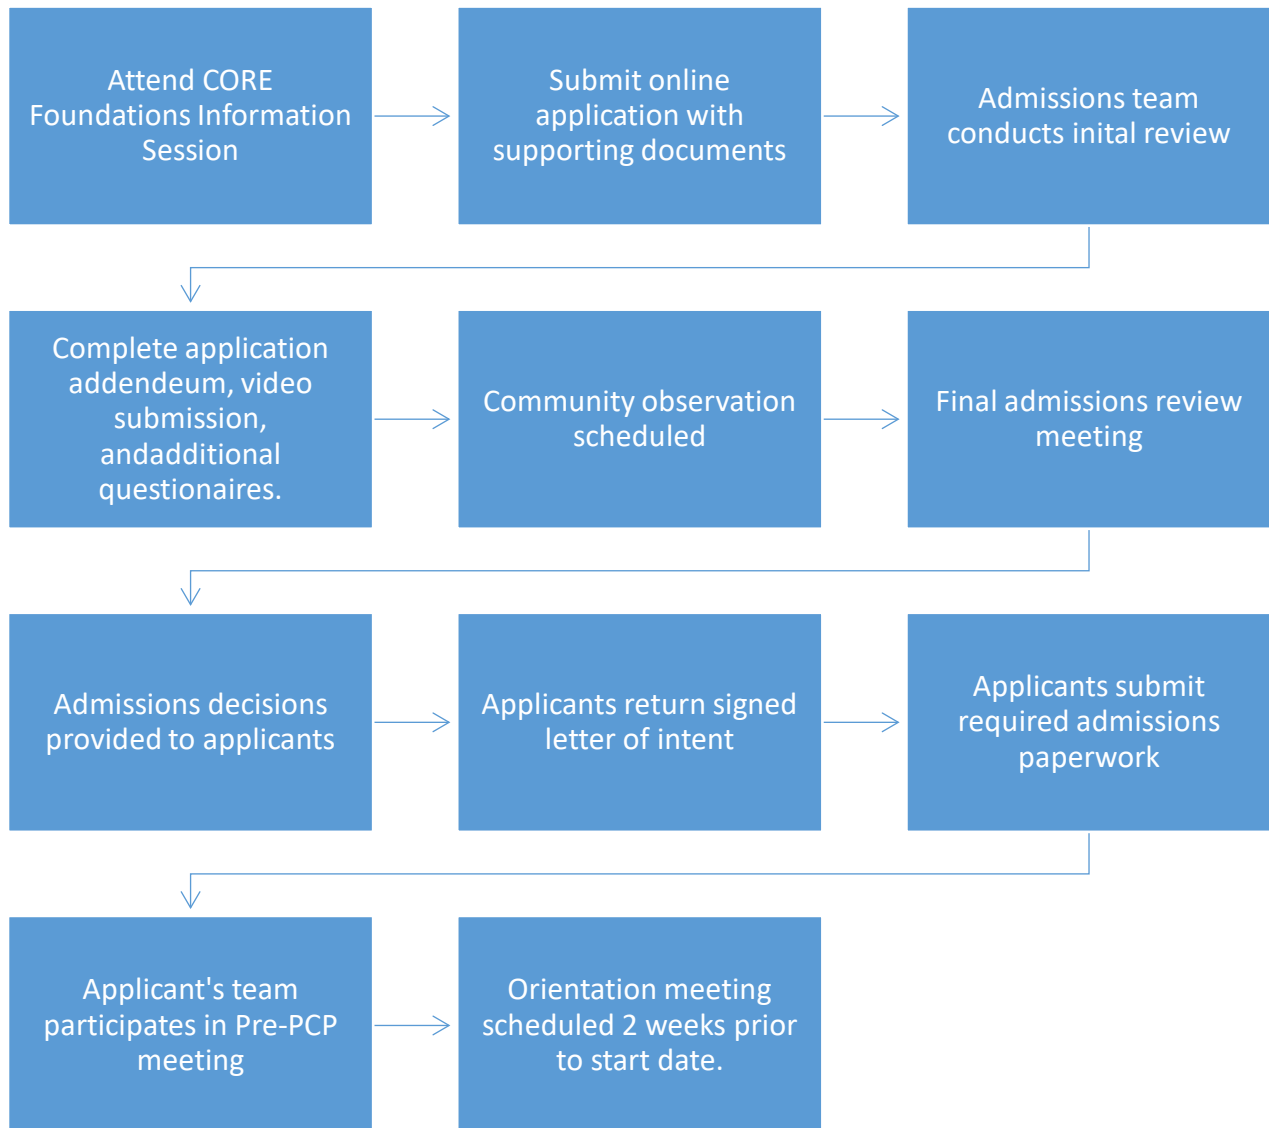 Attend CORE
Foundations Information
Session
Submit online
application with
supporting documents
Admissions team
conducts inital review
Complete application
addendeum, video
submission,
andadditional
questionaires.
Community observation
scheduled
Final admissions review
meeting
Admissions decisions
provided to applicants
Applicants return signed
letter of intent
Applicants submit
required admissions
paperwork
Applicant's team
participates in Pre-PCP
meeting
Orientation meeting
scheduled 2 weeks prior
to start date.